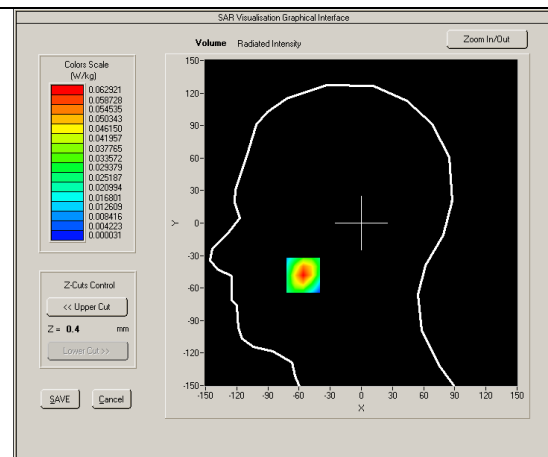 SAR Visualisation Graphical Interface
Volume Radiated Intensity
Zoom In/Out
Colors Scale
(W/kg)
0.062921
0.058728
0.054535
0.050343
0.046150
0.041957
0.037765
0.033572
0.029379
0.025187
0.020994
0.016801
0.012609
0.008416
0.004223
0.000031
Z-Cuts Control
<< Upper Cut
Z = 0.4 mm
Lower Cut >>
SAVE Cancel
150
120
90
60
30
0
-30
-60
-90
-120
-150
Y
-150 -120 -90 -60 -30 0 30 60 90 120 150
X